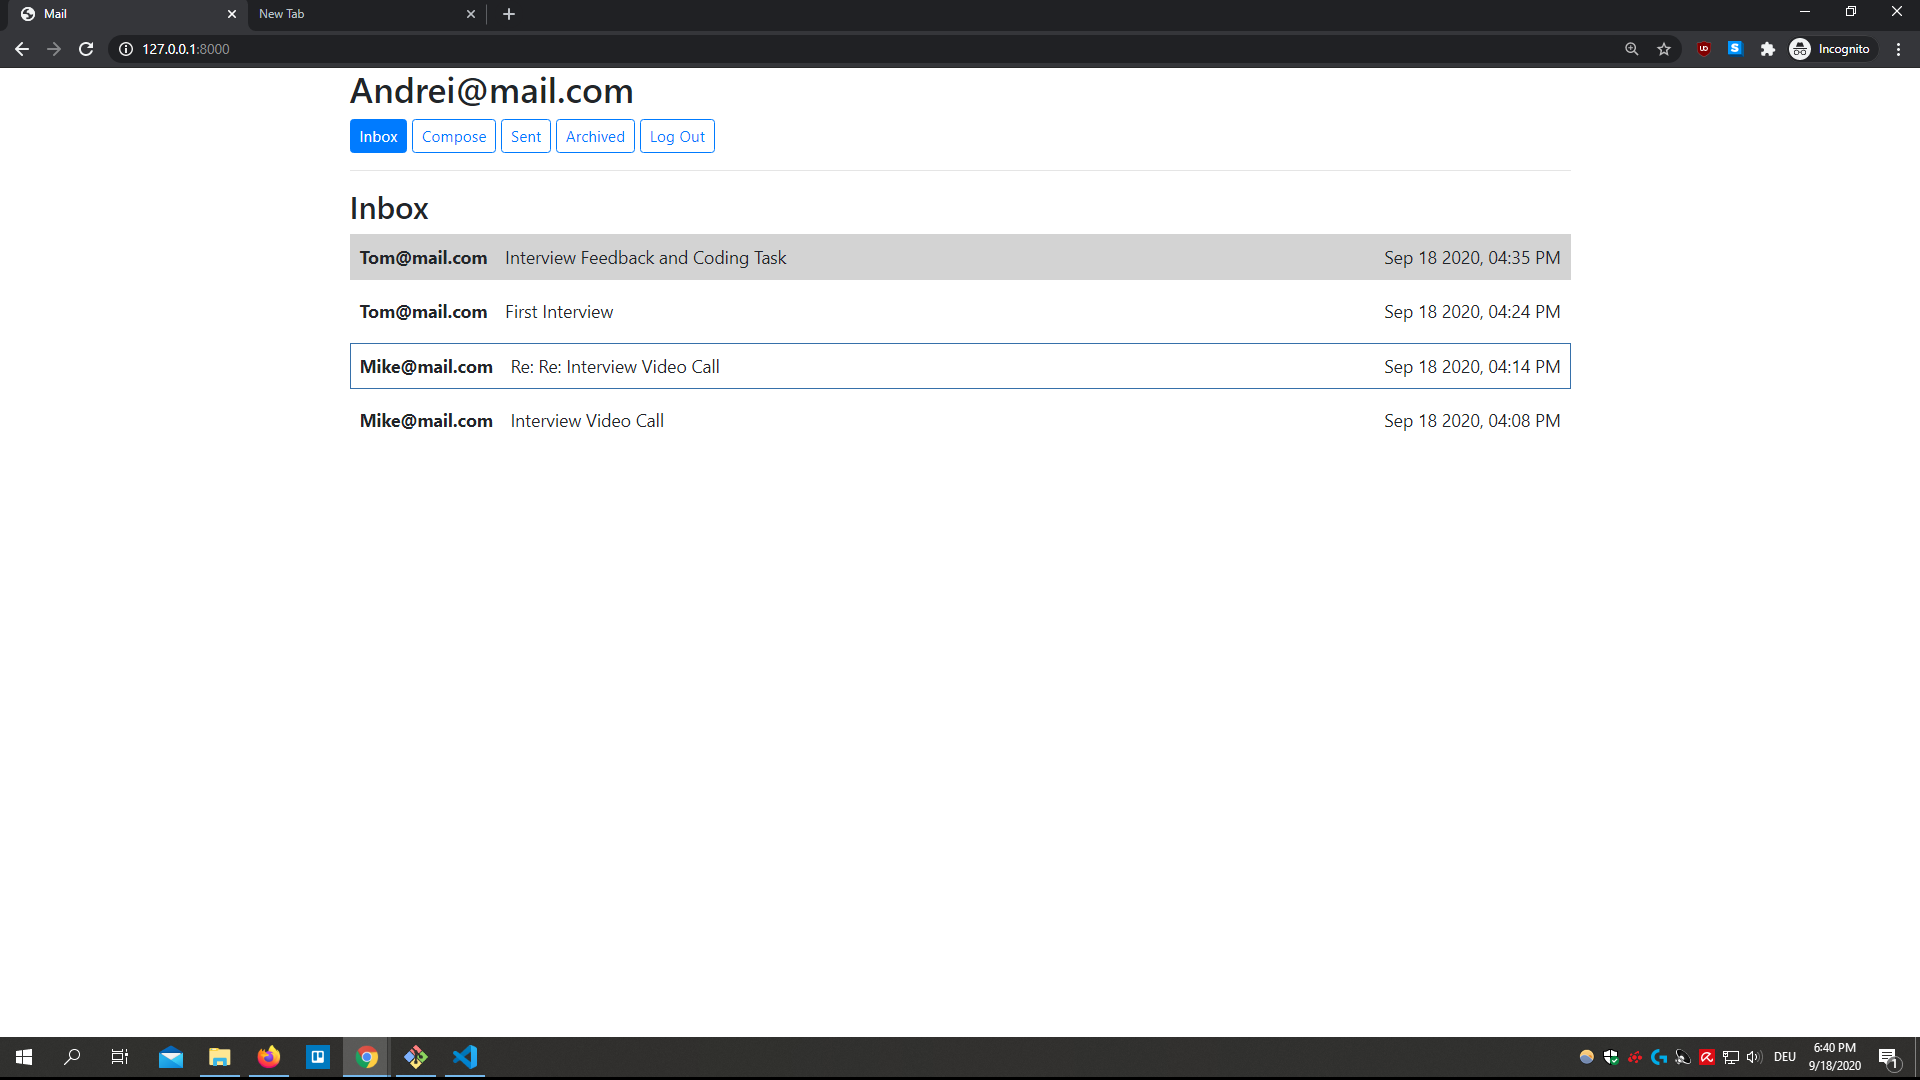 Mail
New Tab
127.0.0.1:8000
Incognito
Andrei@mail.com
Inbox Compose Sent Archived Log Out
Inbox
Tom@mail.com Interview Feedback and Coding Task Sep 18 2020, 04:35 PM
Tom@mail.com First Interview Sep 18 2020, 04:24 PM
Mike@mail.com Re: Re: Interview Video Call Sep 18 2020, 04:14 PM
Mike@mail.com Interview Video Call Sep 18 2020, 04:08 PM
DEU
6:40 PM
9/18/2020
1